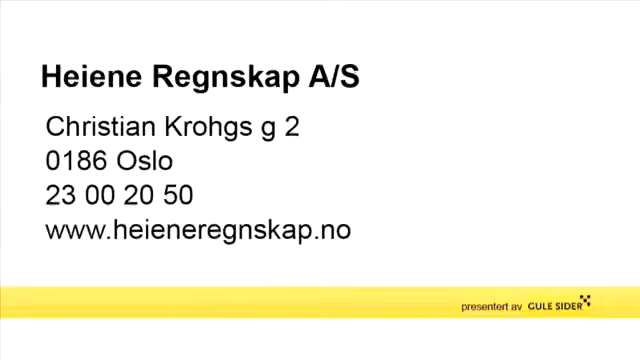 Heiene Regnskap A/S
Christian Krohgs g 2
0186 Oslo
23 00 20 50
www.heieneregnskap.no
presentert av GULE SIDER